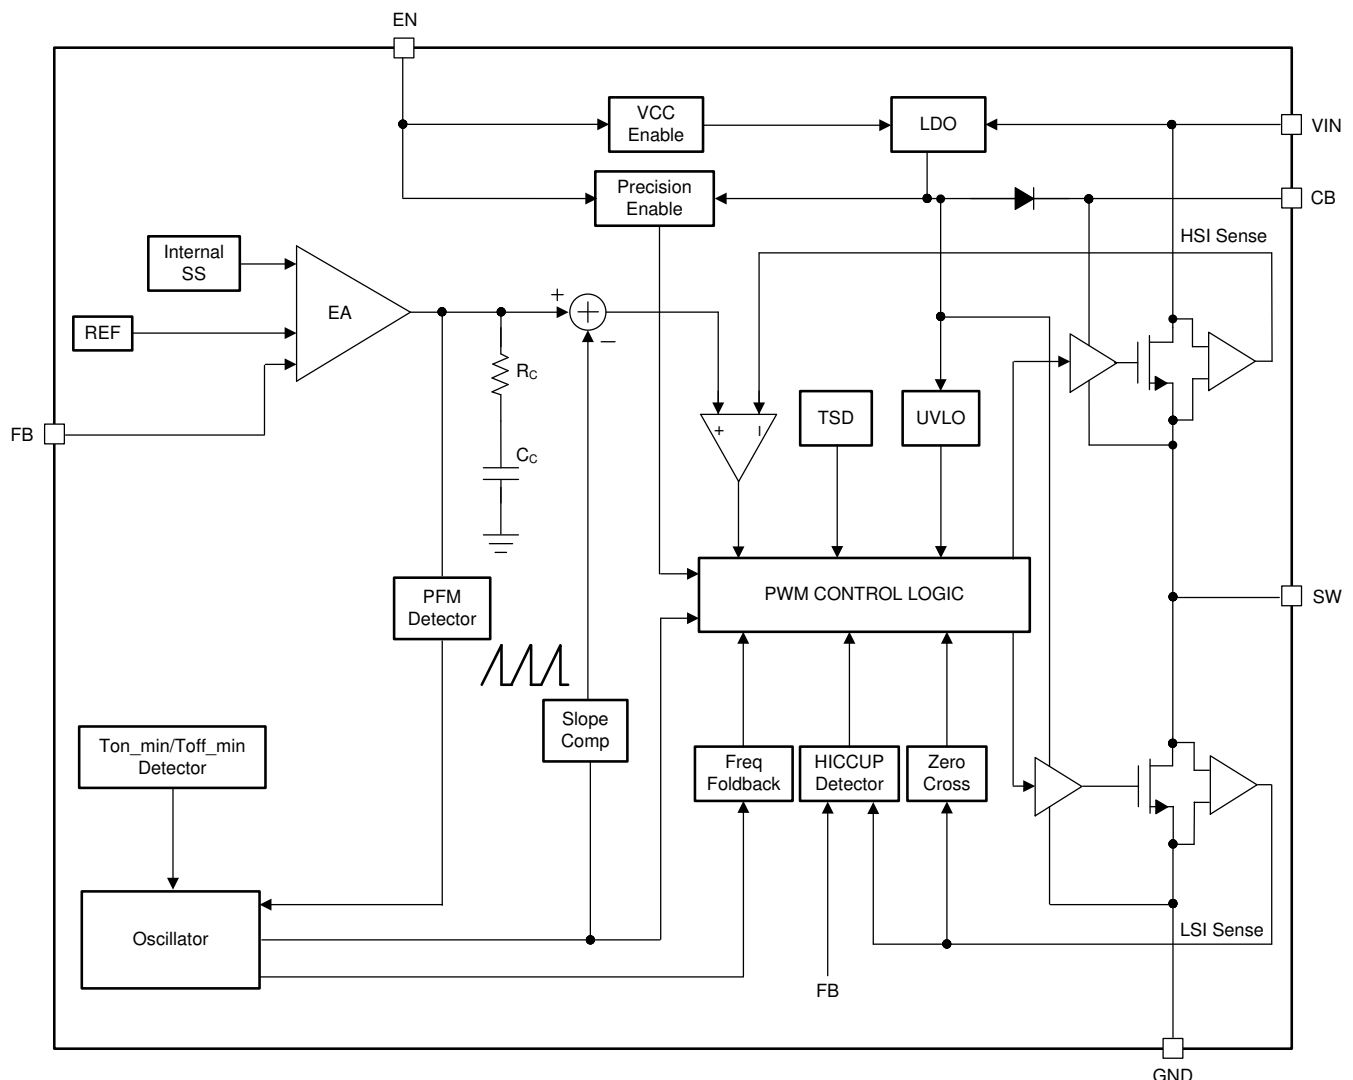 EN
VCC
Enable
LDO
VIN
Precision
Enable
CB
HSI Sense
Internal
SS
EA
+
+
–
REF
RC
FB
TSD
UVLO
+
–
CC
PWM CONTROL LOGIC
SW
PFM
Detector
Slope
Comp
Ton_min/Toff_min
Detector
Freq
Foldback
HICCUP
Detector
Zero
Cross
Oscillator
LSI Sense
FB
GND